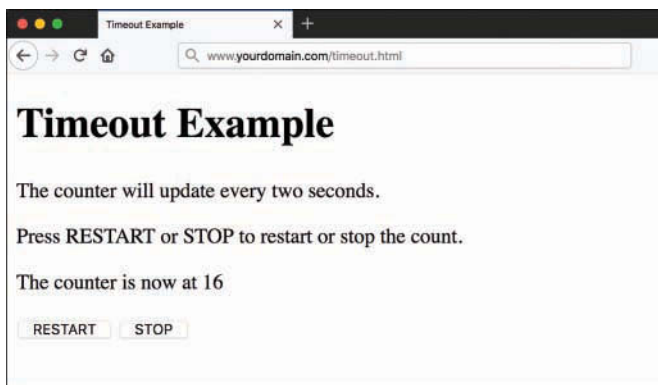 Timeout Example
www.yourdomain.com/timeout.html
Timeout Example
The counter will update every two seconds.
Press RESTART or STOP to restart or stop the count.
The counter is now at 16
RESTART STOP